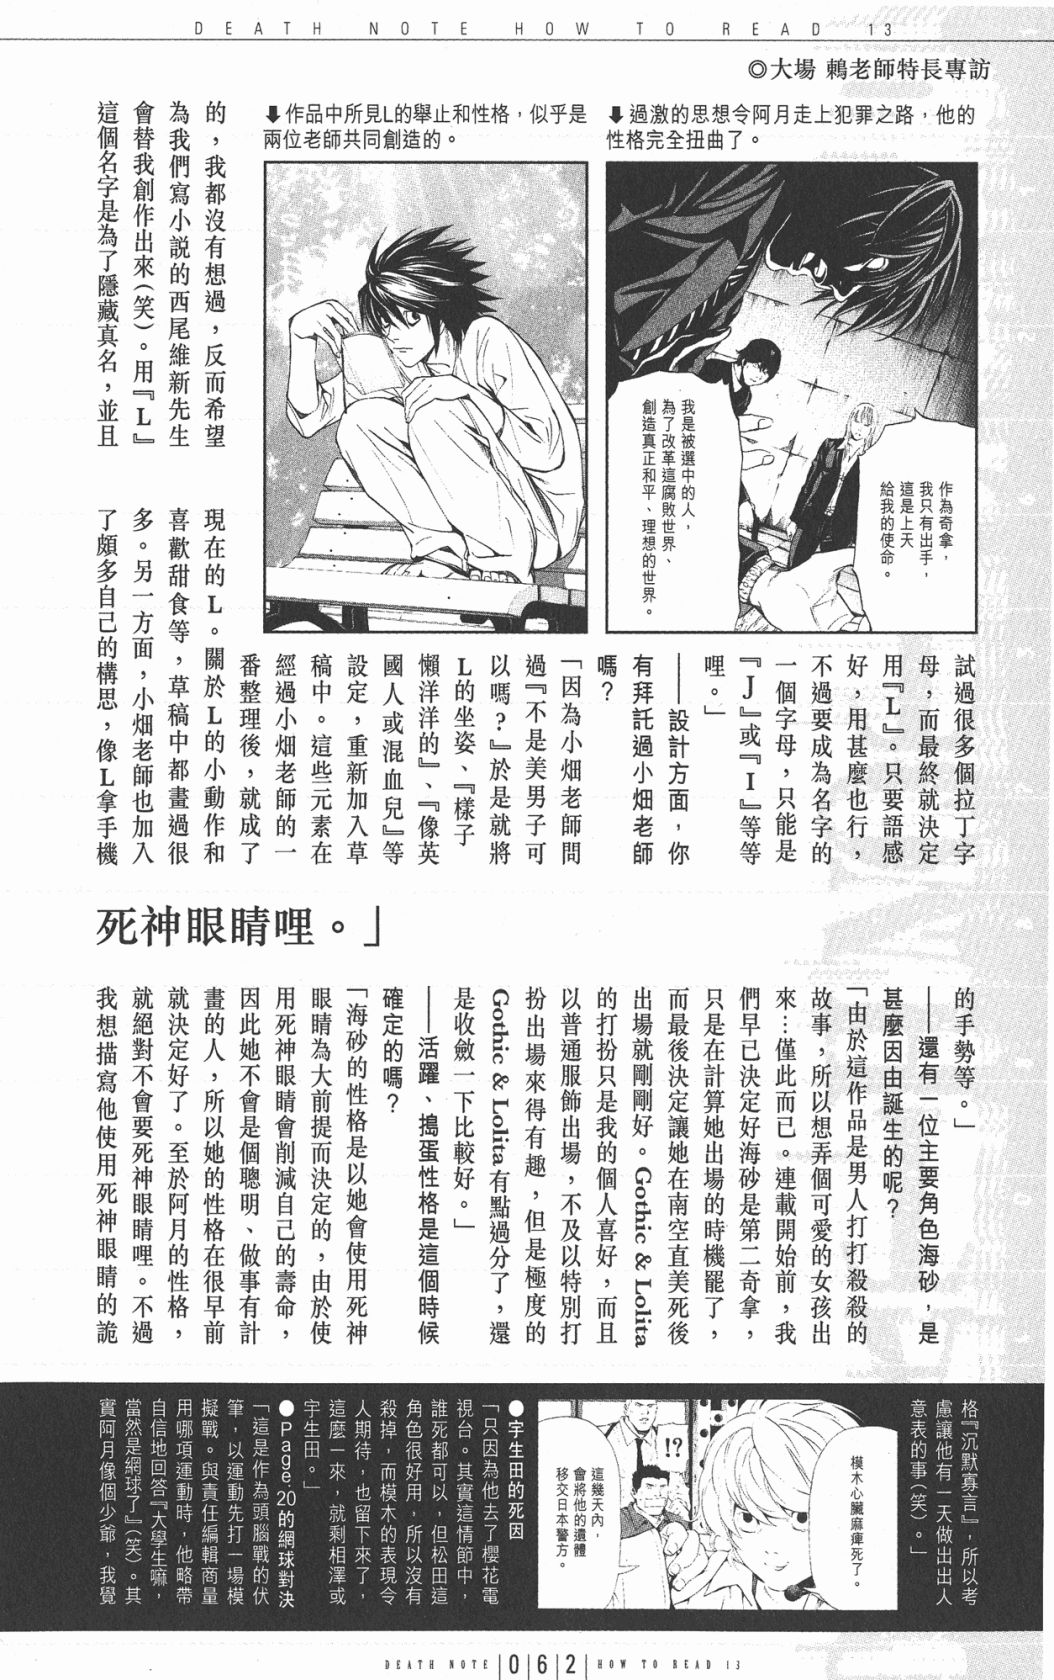 DEATH NOTE HOW TO READ 13
◎大場 鶇老師特長專訪
⬇過激的思想令阿月走上犯罪之路，他的
性格完全扭曲了。
作為奇拿，
我只有出手，
這是上天
給我的使命。
我是被選中的人，
為了改革這腐敗世界、
創造真正和平、理想的世界。
⬇作品中所見L的舉止和性格，似乎是
兩位老師共同創造的。
的，我都沒有想過，反而希望
為我們寫小說的西尾維新先生
會替我創作出來（笑）。用『L』
這個名字是為了隱藏真名，並且
試過很多個拉丁字
母，而最終就決定
用『L』。只要語感
好，用甚麼也行，
不過要成為名字的
一個字母，只能是
『J』或『I』等等
哩。」
——設計方面，你
有拜託過小畑老師
嗎？
「因為小畑老師問
過『不是美男子可
以嗎？』於是就將
L的坐姿、『樣子
懶洋洋的』、『像英
國人或混血兒』等
設定，重新加入草
稿中。這些元素在
經過小畑老師的一
番整理後，就成了
現在的L。關於L的小動作和
喜歡甜食等，草稿中都畫過很
多。另一方面，小畑老師也加入
了頗多自己的構思，像L拿手機
死神眼睛哩。」
的手勢等。」
——還有一位主要角色海砂，是
甚麼因由誕生的呢？
「由於這作品是男人打打殺殺的
故事，所以想弄個可愛的女孩出
來…僅此而已。連載開始前，我
們早已決定好海砂是第二奇拿，
只是在計算她出場的時機罷了，
而最後決定讓她在南空直美死後
出場就剛剛好。Gothic & Lolita
的打扮只是我的個人喜好，而且
以普通服飾出場，不及以特別打
扮出場來得有趣，但是極度的
Gothic & Lolita有點過分了，還
是收斂一下比較好。」
——活躍、搗蛋性格是這個時候
確定的嗎？
「海砂的性格是以她會使用死神
眼睛為大前提而決定的，由於使
用死神眼睛會削減自己的壽命，
因此她不會是個聰明、做事有計
畫的人，所以她的性格在很早前
就決定好了。至於阿月的性格，
就絕對不會要死神眼睛哩。不過
我想描寫他使用死神眼睛的詭
格『沉默寡言』，所以考
慮讓他有一天做出出人
意表的事（笑）。」
模木心臟麻痺死了。
!?
這幾天內，
會將他的遺體
移交日本警方。
●宇生田的死因
「只因為他去了櫻花電
視台。其實這情節中，
誰死都可以，但松田這
角色很好用，所以沒有
殺掉，而模木的表現令
人期待，也留下來了，
這麼一來，就剩相澤或
宇生田。」
●Page20的網球對決
「這是作為頭腦戰的伏
筆，以運動先打一場模
擬戰。與責任編輯商量
用哪項運動時，他略帶
自信地回答『大學生嘛，
當然是網球了』（笑）。其
實阿月像個少爺，我覺
DEATH NOTE 062 HOW TO READ 13